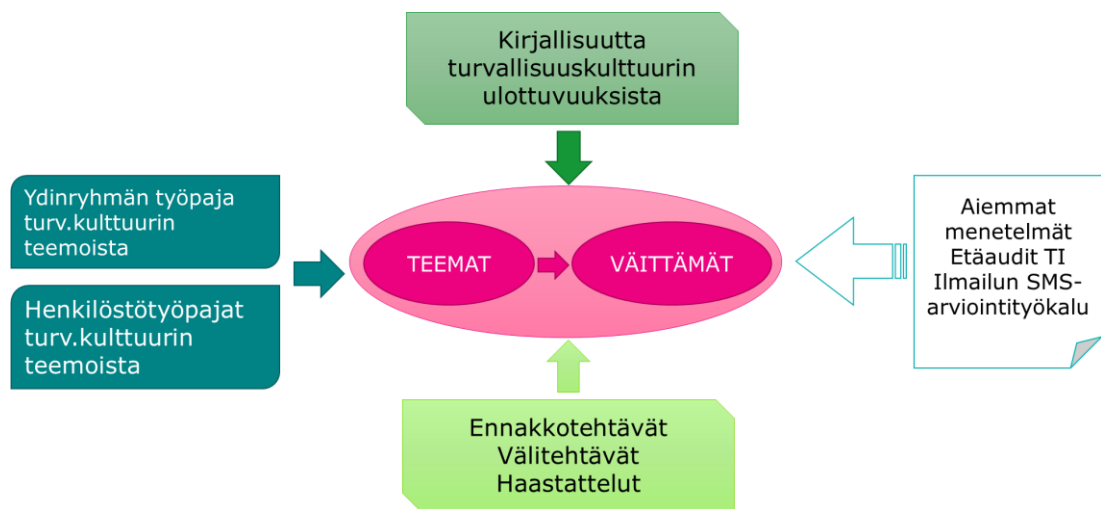 Kirjallisuutta
turvallisuuskulttuurin
ulottuvuuksista
Ydinryhmän työpaja
turv.kulttuurin
teemoista
Henkilöstötyöpajat
turv.kulttuurin
teemoista
TEEMAT
VÄITTÄMÄT
Aiemmat
menetelmät
Etäaudit TI
Ilmailun SMS-
arviointityökalu
Ennakkotehtävät
Välitehtävät
Haastattelut